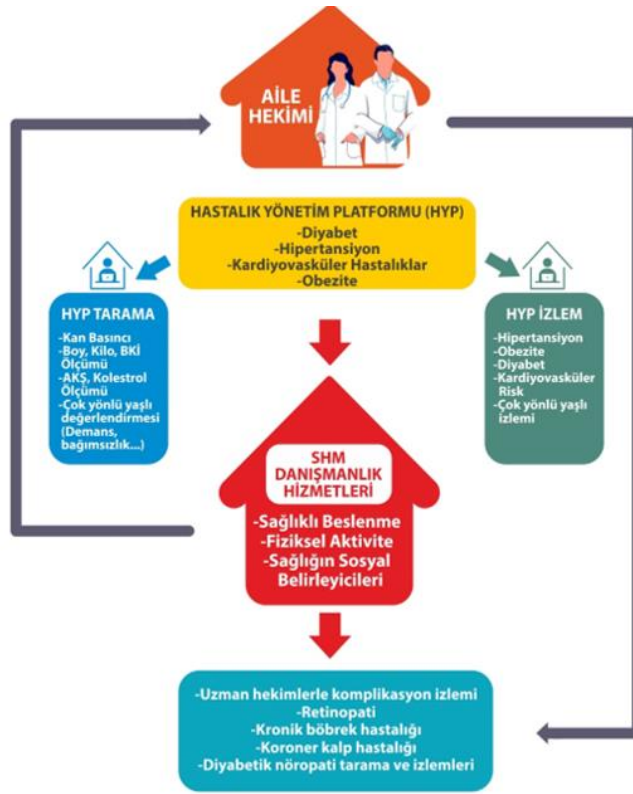 AİLE
HEKİMİ
HASTALIK YÖNETİM PLATFORMU (HYP)
-Diyabet
-Hipertansiyon
-Kardiyovasküler Hastalıklar
-Obezite
HYP TARAMA
-Kan Basıncı
-Boy, Kilo, BKİ
Ölçümü
-AKŞ, Kolestrol
Ölçümü
-Çok yönlü yaşlı
değerlendirmesi
(Demans,
bağımsızlık...)
HYP İZLEM
-Hipertansiyon
-Obezite
-Diyabet
-Kardiyovasküler
Risk
-Çok yönlü yaşlı
izlemi
SHM
DANIŞMANLIK
HİZMETLERİ
-Sağlıklı Beslenme
-Fiziksel Aktivite
-Sağlığın Sosyal
Belirleyicileri
-Uzman hekimlerle komplikasyon izlemi
-Retinopati
-Kronik böbrek hastalığı
-Koroner kalp hastalığı
-Diyabetik nöropati tarama ve izlemleri